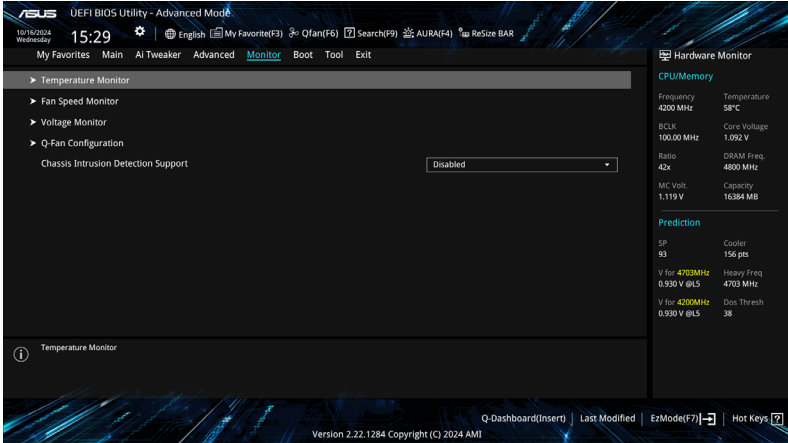 ASUS UEFI BIOS Utility - Advanced Mode
10/16/2024 Wednesday 15:29 English My Favorite(F3) Qfan(F6) ? Search(F9) AURA(F4) ReSize BAR
My Favorites Main Ai Tweaker Advanced Monitor Boot Tool Exit
Hardware Monitor
> Temperature Monitor
> Fan Speed Monitor
> Voltage Monitor
> Q-Fan Configuration
Chassis Intrusion Detection Support Disabled
CPU/Memory
Frequency Temperature
4200 MHz 58°C
BCLK Core Voltage
100.00 MHz 1.092 V
Ratio DRAM Freq.
42x 4800 MHz
MC Volt. Capacity
1.119 V 16384 MB
Prediction
SP Cooler
93 156 pts
V for 4703MHz Heavy Freq
0.930 V @L5 4703 MHz
V for 4200MHz Dos Thresh
0.930 V @L5 38
i Temperature Monitor
Q-Dashboard(Insert) | Last Modified | EzMode(F7) | Hot Keys ?
Version 2.22.1284 Copyright (C) 2024 AMI